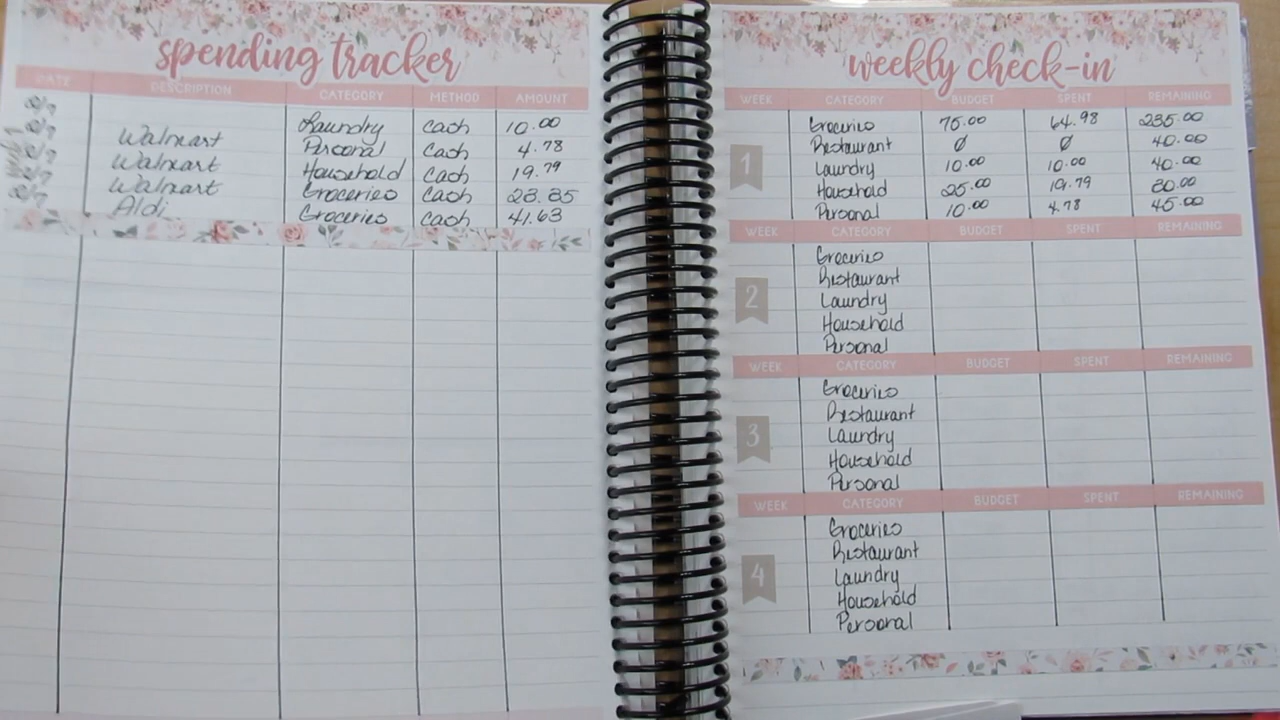 spending tracker
DATE DESCRIPTION CATEGORY METHOD AMOUNT
Laundry Cash 10.00
Walmart Personal Cash 4.78
Walmart Household Cash 19.79
Walmart Groceries Cash 23.35
Aldi Groceries Cash 41.63
weekly check-in
WEEK CATEGORY BUDGET SPENT REMAINING
1
Groceries 75.00 64.98 235.00
Restaurant Ø Ø 40.00
Laundry 10.00 10.00 40.00
Household 25.00 19.79 80.00
Personal 10.00 4.78 45.00
WEEK CATEGORY BUDGET SPENT REMAINING
2
Groceries
Restaurant
Laundry
Household
Personal
WEEK CATEGORY BUDGET SPENT REMAINING
3
Groceries
Restaurant
Laundry
Household
Personal
WEEK CATEGORY BUDGET SPENT REMAINING
4
Groceries
Restaurant
Laundry
Household
Personal